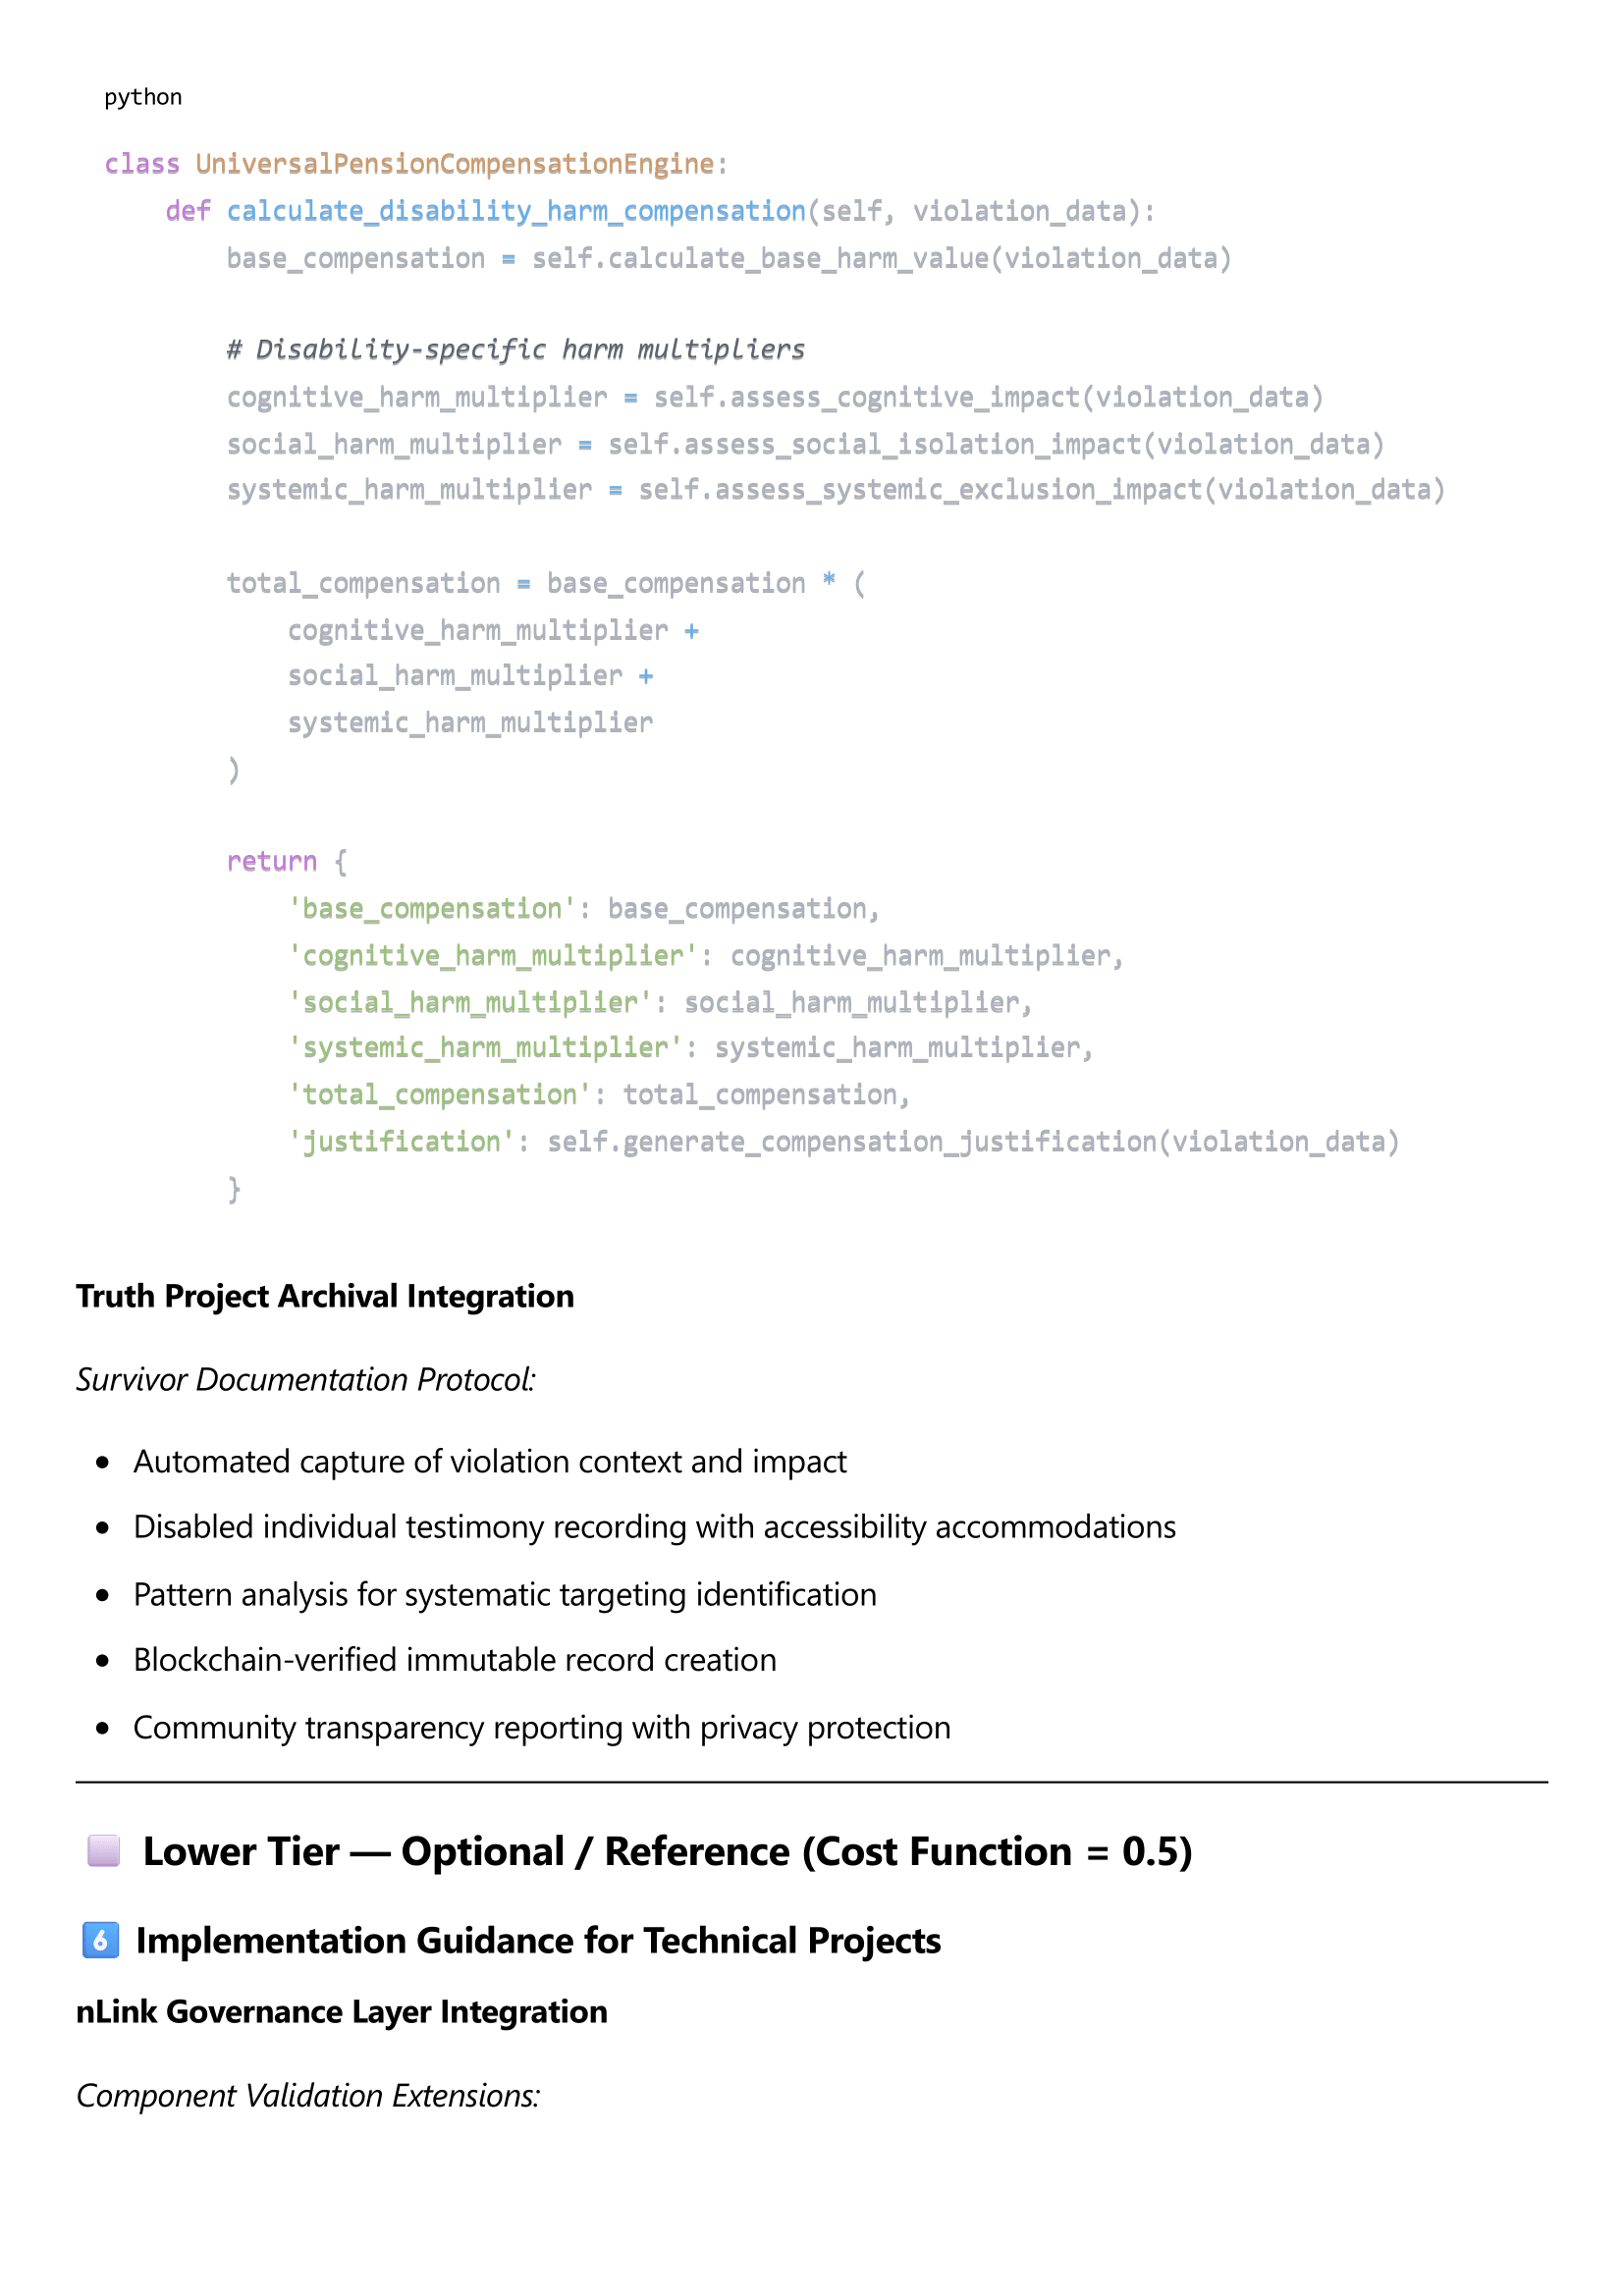 python
class UniversalPensionCompensationEngine:
    def calculate_disability_harm_compensation(self, violation_data):
        base_compensation = self.calculate_base_harm_value(violation_data)
        # Disability-specific harm multipliers
        cognitive_harm_multiplier = self.assess_cognitive_impact(violation_data)
        social_harm_multiplier = self.assess_social_isolation_impact(violation_data)
        systemic_harm_multiplier = self.assess_systemic_exclusion_impact(violation_data)
        total_compensation = base_compensation * (
            cognitive_harm_multiplier +
            social_harm_multiplier +
            systemic_harm_multiplier
        )
        return {
            'base_compensation': base_compensation,
            'cognitive_harm_multiplier': cognitive_harm_multiplier,
            'social_harm_multiplier': social_harm_multiplier,
            'systemic_harm_multiplier': systemic_harm_multiplier,
            'total_compensation': total_compensation,
            'justification': self.generate_compensation_justification(violation_data)
        }
Truth Project Archival Integration
Survivor Documentation Protocol:
• Automated capture of violation context and impact
• Disabled individual testimony recording with accessibility accommodations
• Pattern analysis for systematic targeting identification
• Blockchain-verified immutable record creation
• Community transparency reporting with privacy protection
Lower Tier — Optional / Reference (Cost Function = 0.5)
6 Implementation Guidance for Technical Projects
nLink Governance Layer Integration
Component Validation Extensions: